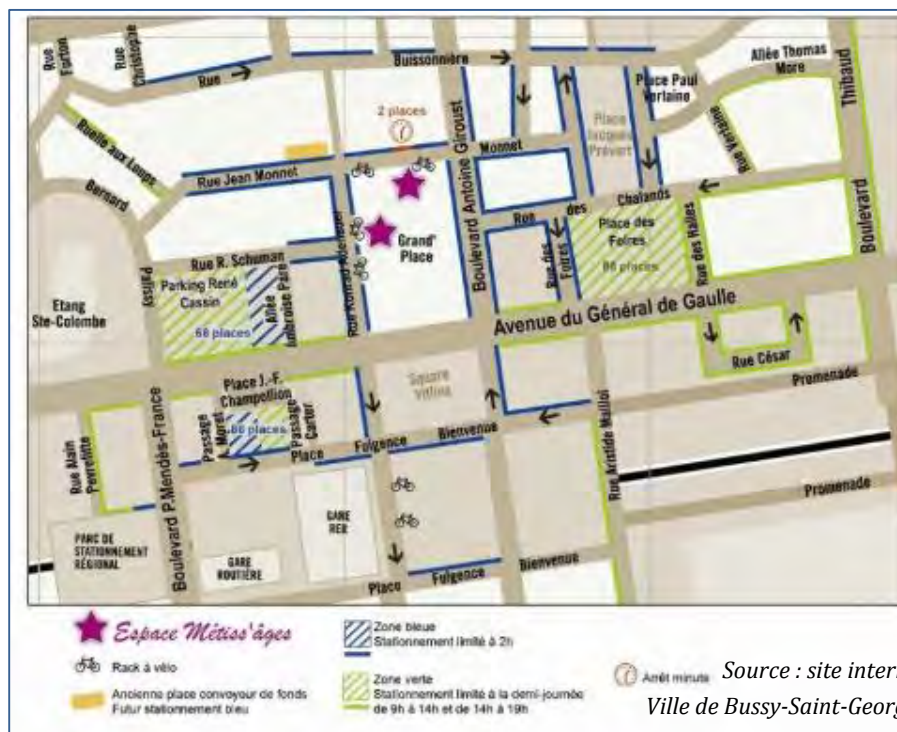 Rue Furton
Rue Christophe
Rue
Buissonnière
Allée Thomas
More
Thibaud
Place Paul
Verlaine
2 places
Place
Jacques
Prévert
Rue Verlaine
Ruelle aux Loups
Bernard
Rue Jean Monnet
Boulevard Antoine Giroust
Monnet
Rue des Chalands
Place des
Foires
86 places
Rue des
Foires
Rue des Halles
Boulevard
Grand'
Place
Rue R. Schuman
Parking René
Cassin
68 places
Allée
Ambroise Paré
Palissy
Etang
Ste-Colombe
Avenue du Général de Gaulle
Rue César
Promenade
Place J.-F.
Champollion
Square
Passage
A. Moret
Passage
Carter
Rue Alain
Peyrefitte
Boulevard P.Mendès-France
Place Fulgence Bienvenue
Rue Aristide Maillol
Promenade
GARE
RER
PARC DE
STATIONNEMENT
RÉGIONAL
GARE
ROUTIÈRE
Place Fulgence Bienvenue
Espace Métiss'âges
Rack à vélo
Ancienne place convoyeur de fonds
Futur stationnement bleu
Zone bleue
Stationnement limité à 2h
Zone verte
Stationnement limité à la demi-journée
de 9h à 14h et de 14h à 19h
Arrêt minute
Source : site inter
Ville de Bussy-Saint-Georg